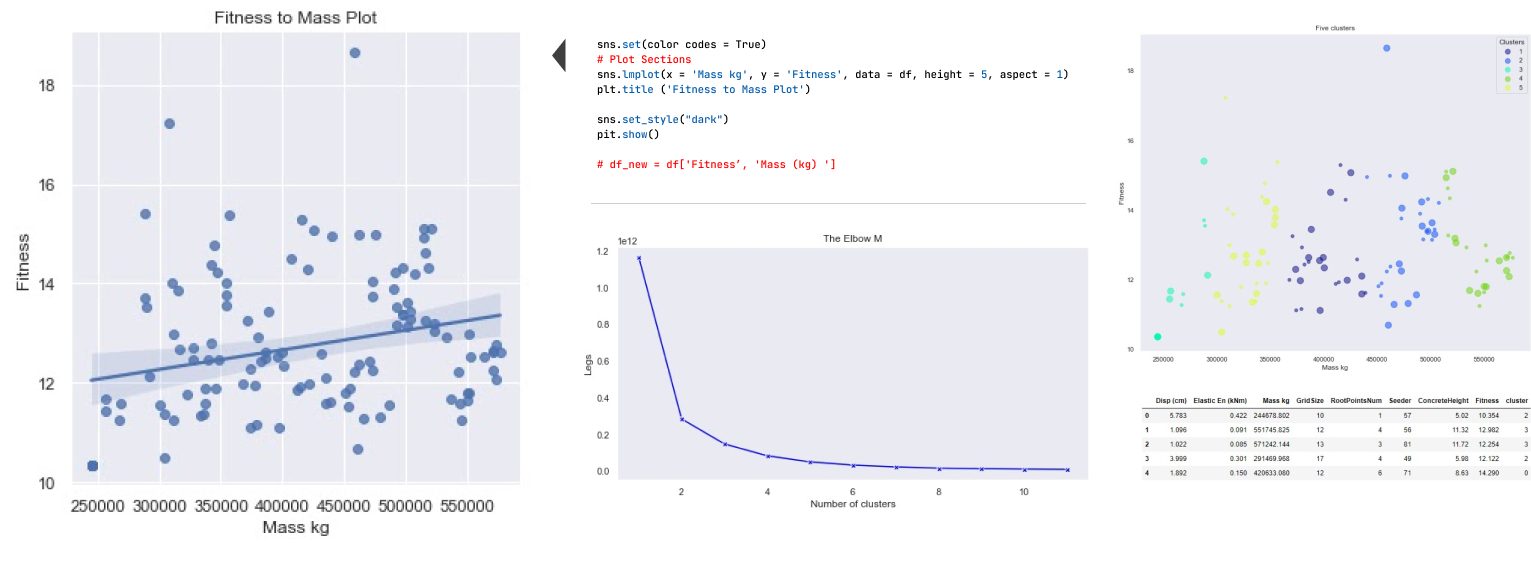 Fitness to Mass Plot
18
16
14
12
10
Fitness
250000 300000 350000 400000 450000 500000 550000
Mass kg
sns.set(color codes = True)
# Plot Sections
sns.lmplot(x = 'Mass kg', y = 'Fitness', data = df, height = 5, aspect = 1)
plt.title ('Fitness to Mass Plot')
sns.set_style("dark")
pit.show()
# df_new = df['Fitness’, 'Mass (kg) ']
The Elbow M
1e12
1.2
1.0
0.8
0.6
0.4
0.2
0.0
Legs
2 4 6 8 10
Number of clusters
Five clusters
Clusters
1
2
3
4
5
18
16
14
12
10
Fitness
250000 300000 350000 400000 450000 500000 550000
Mass kg
Disp (cm) Elastic En (kNm) Mass kg GridSize RootPointsNum Seeder ConcreteHeight Fitness cluster
0 5.783 0.422 244678.802 10 1 57 5.02 10.354 2
1 1.096 0.091 551745.825 12 4 56 11.32 12.982 3
2 1.022 0.085 571242.144 13 3 81 11.72 12.254 3
3 3.999 0.301 291469.968 17 4 49 5.98 12.122 2
4 1.892 0.150 420633.080 12 6 71 8.63 14.290 0